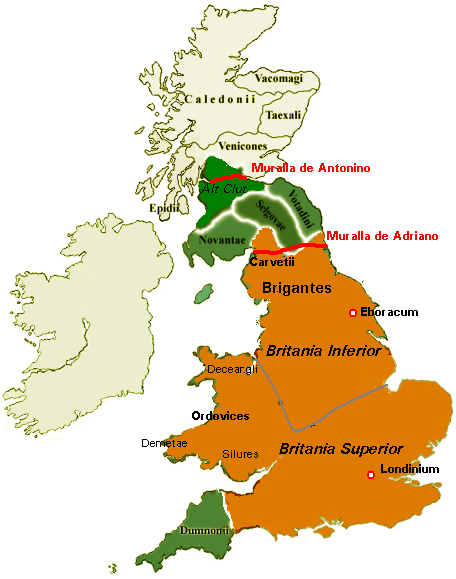 Vacomagi
Caledonii
Taexali
Venicones
Muralla de Antonino
Alt Clut
Epidii
Votadini
Selgovae
Novantae
Muralla de Adriano
Carvetii
Brigantes
Eboracum
Britania Inferior
Deceangli
Ordovices
Demetae
Silures
Britania Superior
Londinium
Dumnonii